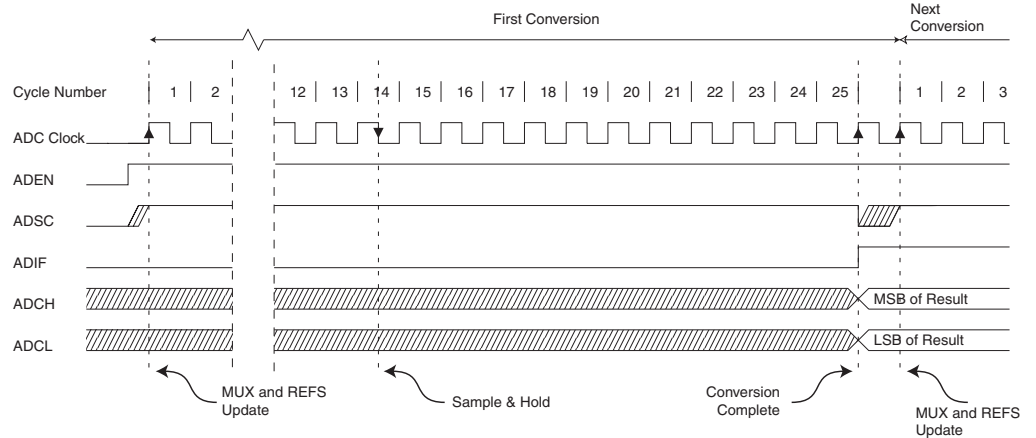 First Conversion
Next
Conversion
Cycle Number 1 2 12 13 14 15 16 17 18 19 20 21 22 23 24 25 1 2 3
ADC Clock
ADEN
ADSC
ADIF
ADCH MSB of Result
ADCL LSB of Result
MUX and REFS
Update
Sample & Hold
Conversion
Complete
MUX and REFS
Update